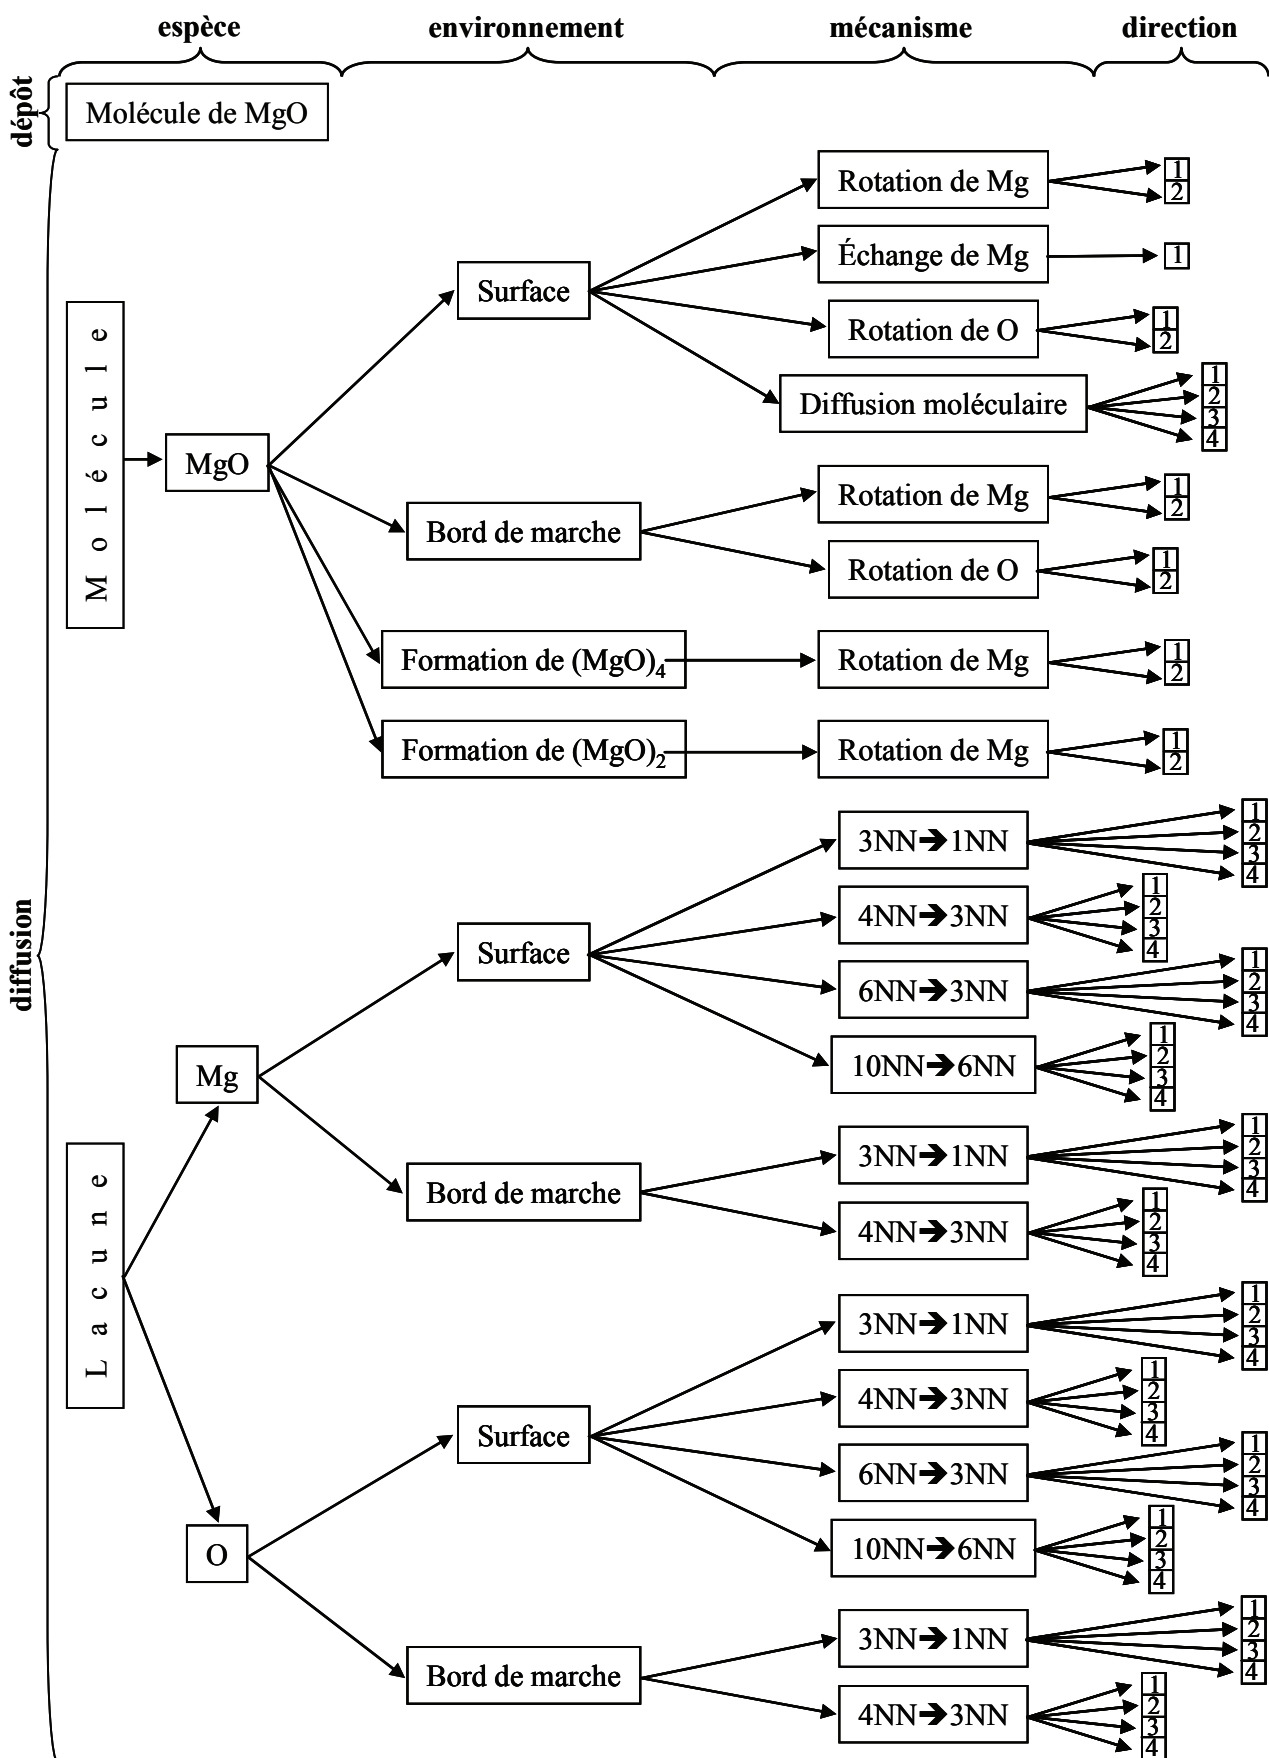 espèce environnement mécanisme direction
dépôt
Molécule de MgO
diffusion
Molécule
MgO
Surface
Rotation de Mg
1
2
Échange de Mg
1
Rotation de O
1
2
Diffusion moléculaire
1
2
3
4
Bord de marche
Rotation de Mg
1
2
Rotation de O
1
2
Formation de (MgO)₄
Rotation de Mg
1
2
Formation de (MgO)₂
Rotation de Mg
1
2
Lacune
Mg
Surface
3NN➔1NN
1
2
3
4
4NN➔3NN
1
2
3
4
6NN➔3NN
1
2
3
4
10NN➔6NN
1
2
3
4
Bord de marche
3NN➔1NN
1
2
3
4
4NN➔3NN
1
2
3
4
O
Surface
3NN➔1NN
1
2
3
4
4NN➔3NN
1
2
3
4
6NN➔3NN
1
2
3
4
10NN➔6NN
1
2
3
4
Bord de marche
3NN➔1NN
1
2
3
4
4NN➔3NN
1
2
3
4